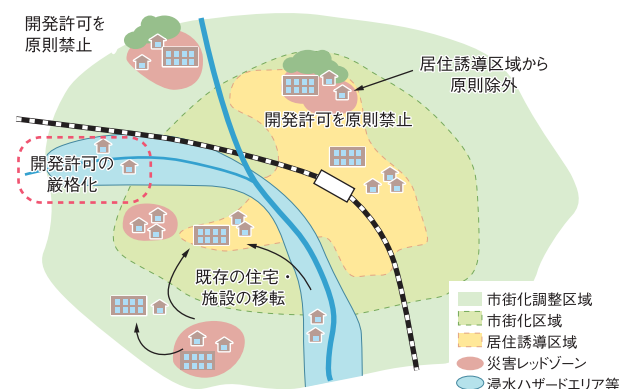 開発許可を
原則禁止
居住誘導区域から
原則除外
開発許可を原則禁止
開発許可の
厳格化
既存の住宅・
施設の移転
市街化調整区域
市街化区域
居住誘導区域
災害レッドゾーン
浸水ハザードエリア等